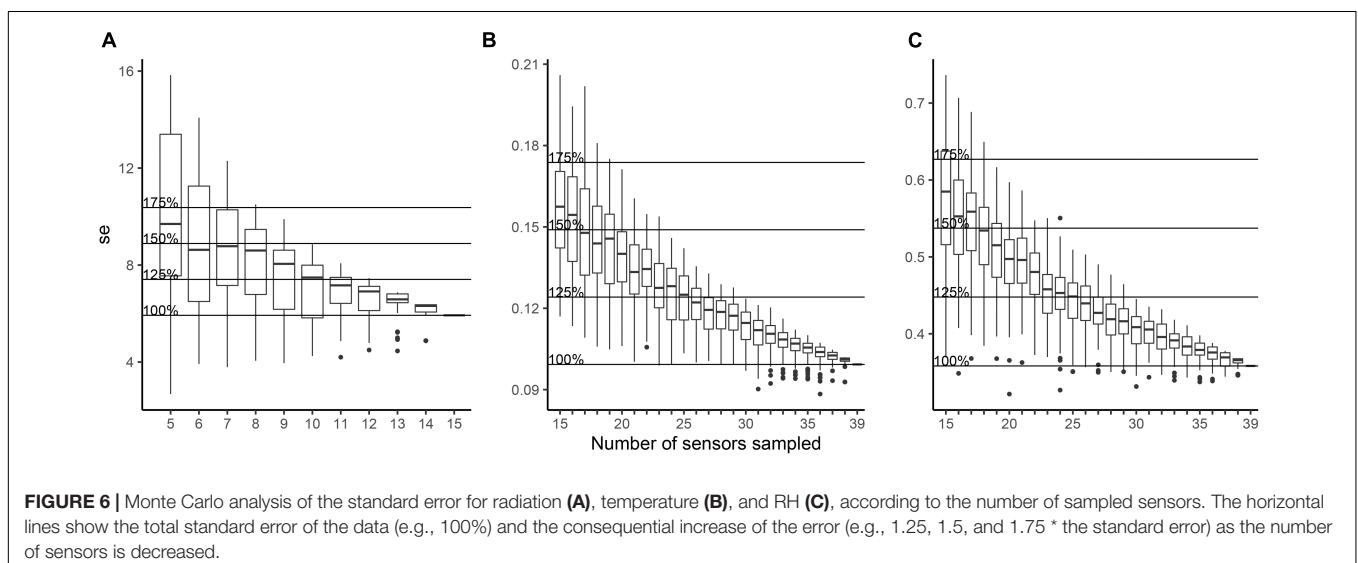 A
B
C
16
12
8
4
se
175%
150%
125%
100%
5 6 7 8 9 10 11 12 13 14 15
0.21
0.18
0.15
0.12
0.09
175%
150%
125%
100%
15 20 25 30 35 39
Number of sensors sampled
0.7
0.6
0.5
0.4
175%
150%
125%
100%
15 20 25 30 35 39
FIGURE 6 | Monte Carlo analysis of the standard error for radiation (A), temperature (B), and RH (C), according to the number of sampled sensors. The horizontal
lines show the total standard error of the data (e.g., 100%) and the consequential increase of the error (e.g., 1.25, 1.5, and 1.75 * the standard error) as the number
of sensors is decreased.